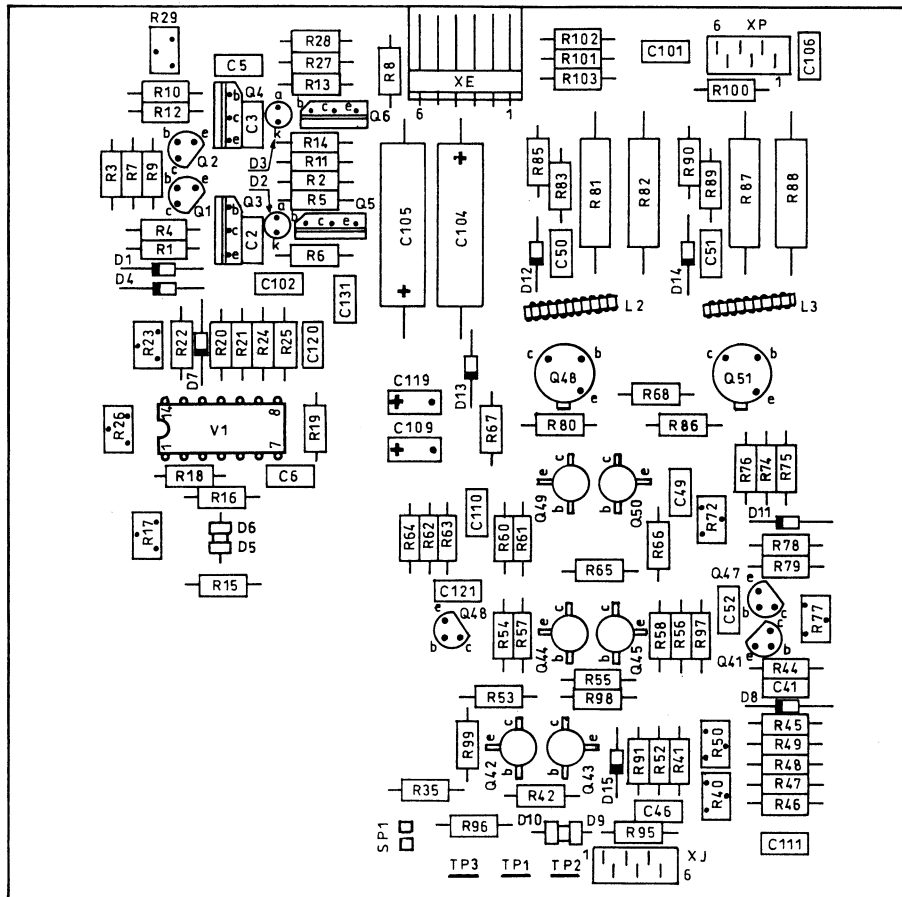 R29
C5
R28
R27
R13
R8
XE
6
1
R102
R101
R103
C101
6 XP
1
C106
R100
R10
R12
Q4
b
c
e
C3
a
k
b c e
Q6
b e
c
Q2
R3
R7
R9
D3
D2
R14
R11
R2
R5
C105
+
C104
+
R85
R83
R81
R82
R90
R89
R87
R88
b e
c
Q1
Q3
b
c
e
C2
a
k
b c e
Q5
R4
R1
R6
D1
D4
C102
C131
D12
C50
D14
C51
L2
L3
R23
R22
D7
R20
R21
R24
R25
C120
D13
c b
Q48
e
c b
Q51
e
C119
+
R68
R26
14 8
V1
1 7
R19
C109
+
R67
R80
R86
R18
R16
C6
R76
R74
R75
c
e
b
Q49
c
e
b
Q50
C49
R72
D11
R17
D6
D5
R64
R62
R63
C110
R60
R61
R66
R78
R79
R15
R65
C121
Q47
b c
C52
R77
e
b c
Q48
R54
R57
c
e
b
Q44
c
e
b
Q45
R58
R56
R97
c
e b
Q41
R44
C41
R55
R98
R53
D8
R99
c
e
b
Q42
c
e
b
Q43
D15
R91
R52
R41
R50
R45
R49
R48
R47
R46
R35
R42
R40
C46
SP1
R96
D10
D9
R95
C111
TP3
TP1
TP2
1
XJ
6